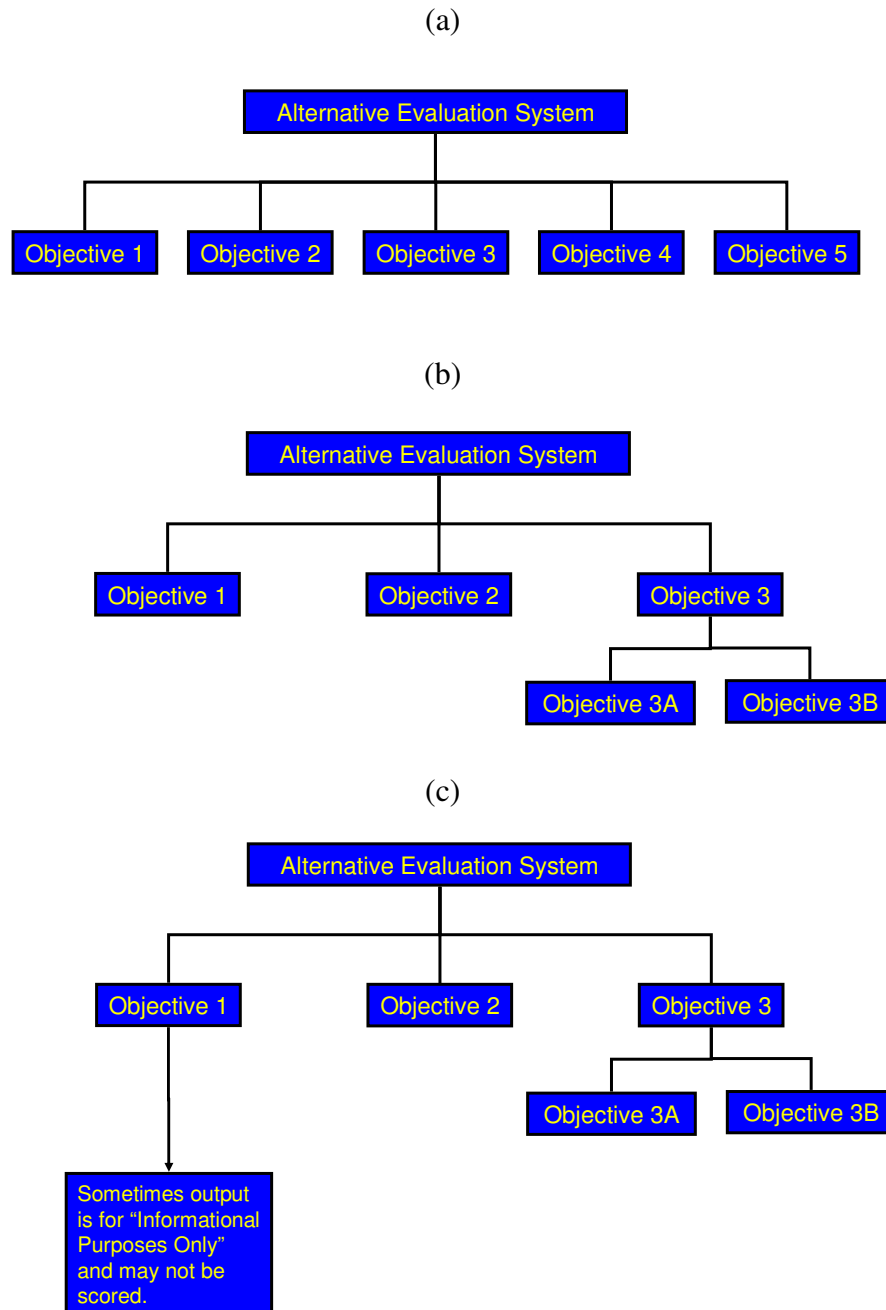 (a)
Alternative Evaluation System
Objective 1
Objective 2
Objective 3
Objective 4
Objective 5
(b)
Alternative Evaluation System
Objective 1
Objective 2
Objective 3
Objective 3A
Objective 3B
(c)
Alternative Evaluation System
Objective 1
Objective 2
Objective 3
Objective 3A
Objective 3B
Sometimes output
is for “Informational
Purposes Only”
and may not be
scored.